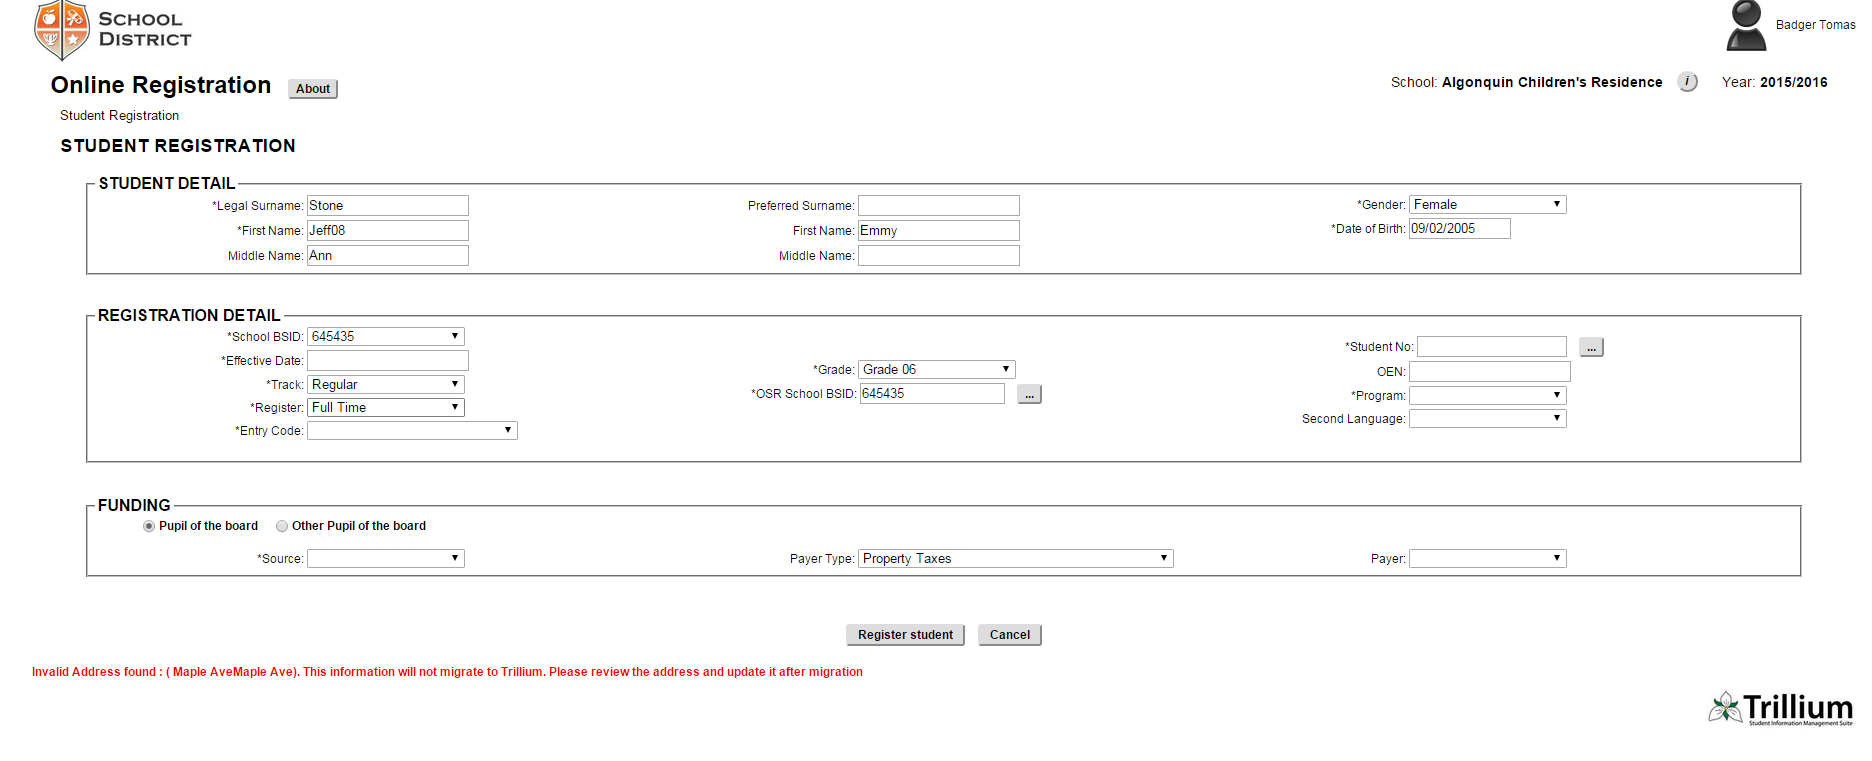 SCHOOL
DISTRICT
Badger Tomas
Online Registration About
School: Algonquin Children's Residence i Year: 2015/2016
Student Registration
STUDENT REGISTRATION
STUDENT DETAIL
*Legal Surname: Stone Preferred Surname: *Gender: Female
*First Name: Jeff08 First Name: Emmy *Date of Birth: 09/02/2005
Middle Name: Ann Middle Name:
REGISTRATION DETAIL
*School BSID: 645435 *Student No: ...
*Effective Date: *Grade: Grade 06 OEN:
*Track: Regular *OSR School BSID: 645435 ... *Program:
*Register: Full Time Second Language:
*Entry Code:
FUNDING
Pupil of the board Other Pupil of the board
*Source: Payer Type: Property Taxes Payer:
Register student Cancel
Invalid Address found : ( Maple AveMaple Ave). This information will not migrate to Trillium. Please review the address and update it after migration
Trillium
Student Information Management Suite